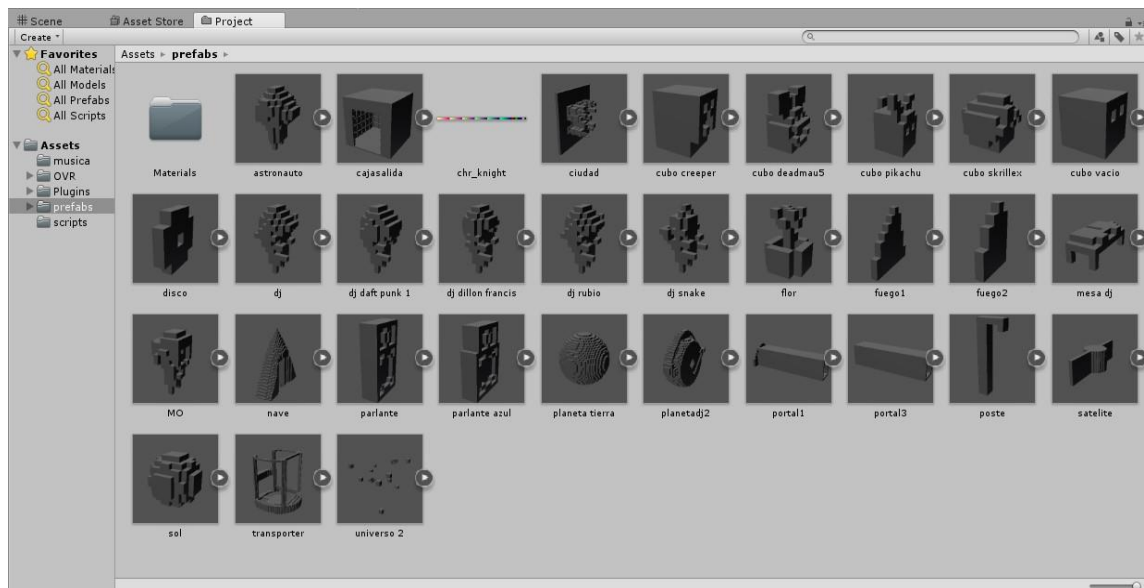 Scene Asset Store Project
Create
Favorites
All Materials
All Models
All Prefabs
All Scripts
Assets
musica
OVR
Plugins
prefabs
scripts
Assets prefabs
Materials astronauto cajasalida chr_knight ciudad cubo creeper cubo deadmau5 cubo pikachu cubo skrillex cubo vacio
disco dj dj daft punk 1 dj dillon francis dj rubio dj snake flor fuego1 fuego2 mesa dj
MO nave parlante parlante azul planeta tierra planetadj2 portal1 portal3 poste satelite
sol transporter universo 2